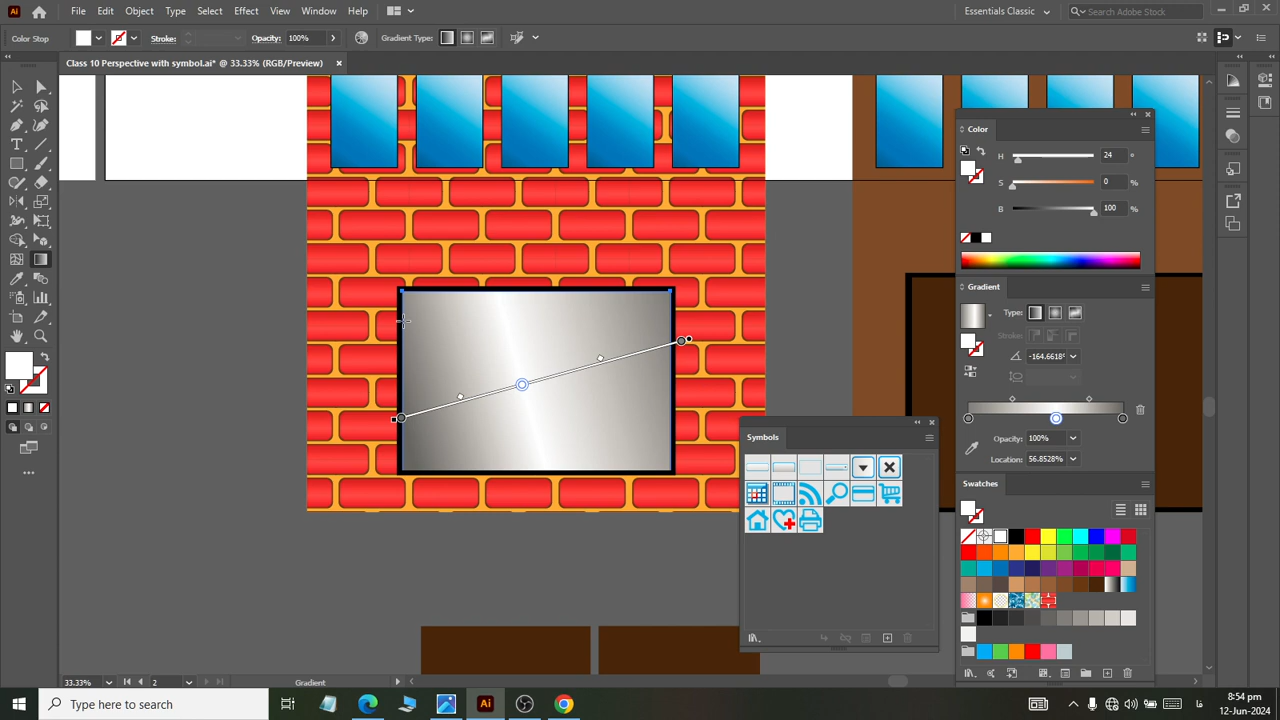 Ai
File
Edit
Object
Type
Select
Effect
View
Window
Help
Essentials Classic
Search Adobe Stock
Color Stop
Stroke:
Opacity:
100%
Gradient Type:
Class 10 Perspective with symbol.ai* @ 33.33% (RGB/Preview)
Color
H
24
°
S
0
%
B
100
%
Gradient
Type:
Stroke:
-164.6618°
Opacity:
100%
Location:
56.8528%
Symbols
Swatches
33.33%
2
Gradient
Type here to search
Ai
8:54 pm
12-Jun-2024